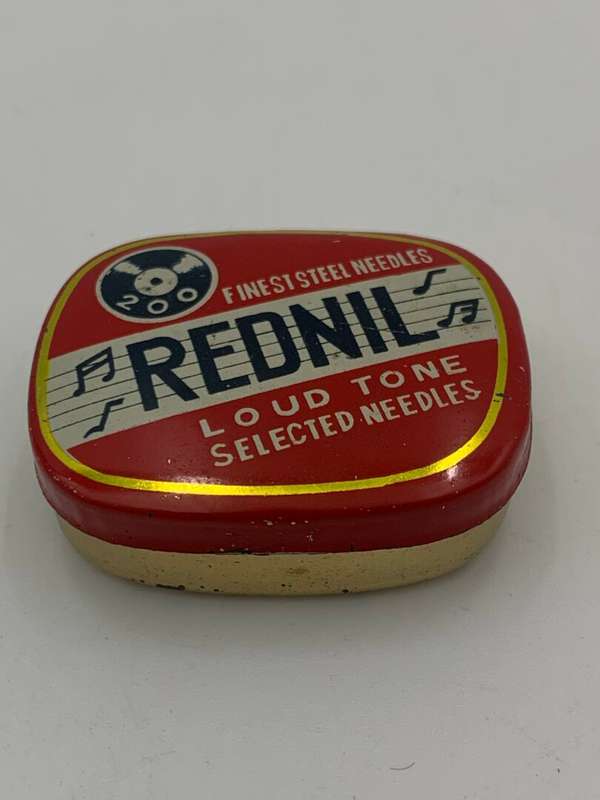 200
FINEST STEEL NEEDLES
REDNIL
LOUD TONE
SELECTED NEEDLES